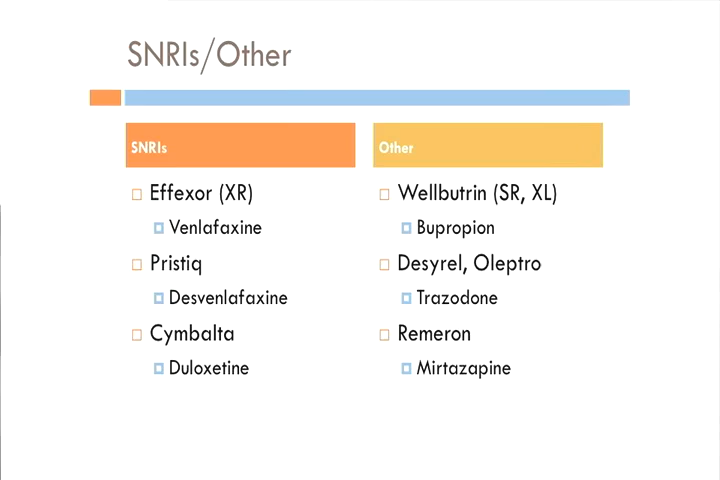 SNRIs/Other
SNRIs
Effexor (XR)
Venlafaxine
Pristiq
Desvenlafaxine
Cymbalta
Duloxetine
Other
Wellbutrin (SR, XL)
Bupropion
Desyrel, Oleptro
Trazodone
Remeron
Mirtazapine